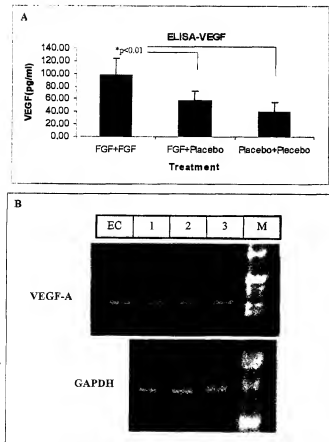 A
ELISA-VEGF
*p<0.01
VEGF(pg/ml)
140.00
120.00
100.00
80.00
60.00
40.00
20.00
0.00
FGF+FGF
FGF+Placebo
Placebo+Placebo
Treatment
B
EC 1 2 3 M
VEGF-A
GAPDH